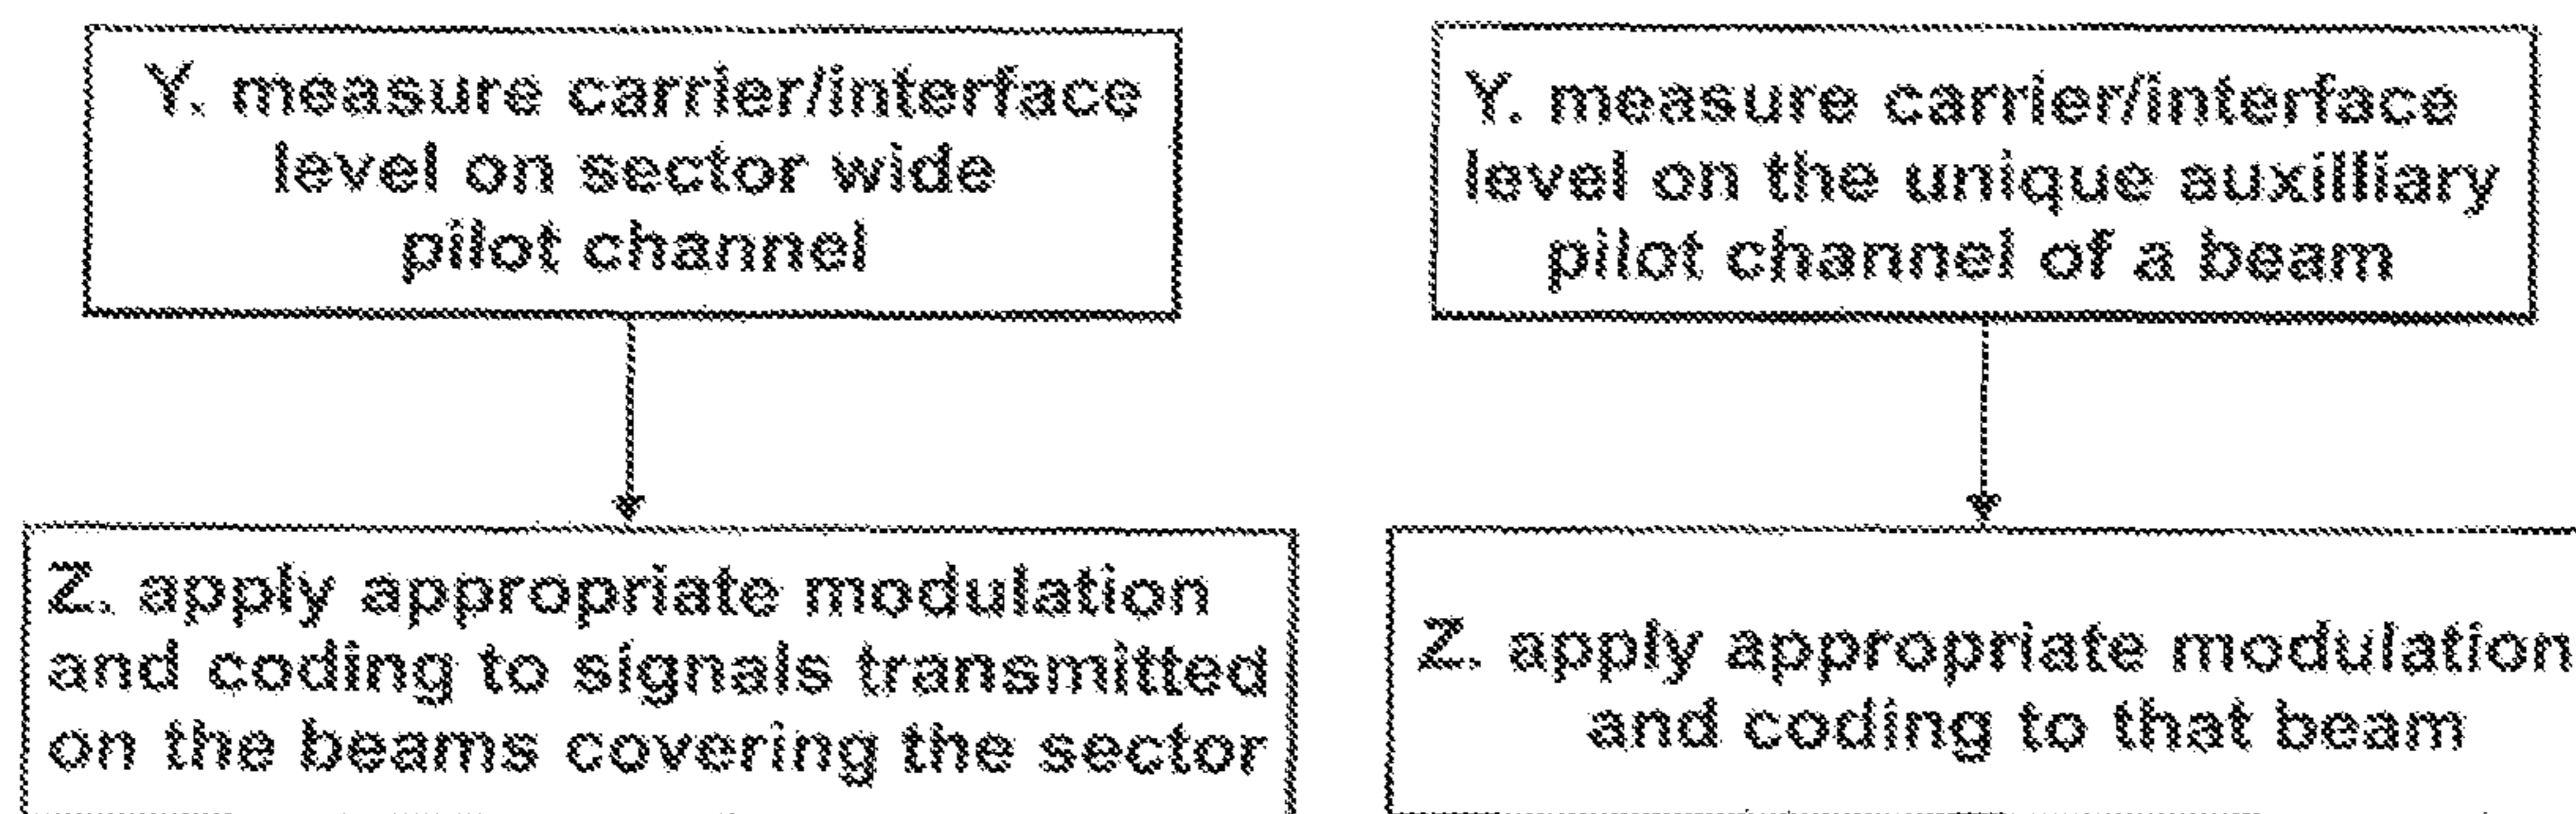 Y. measure carrier/interface
level on sector wide
pilot channel
Z. apply appropriate modulation
and coding to signals transmitted
on the beams covering the sector
Y. measure carrier/interface
level on the unique auxilliary
pilot channel of a beam
Z. apply appropriate modulation
and coding to that beam